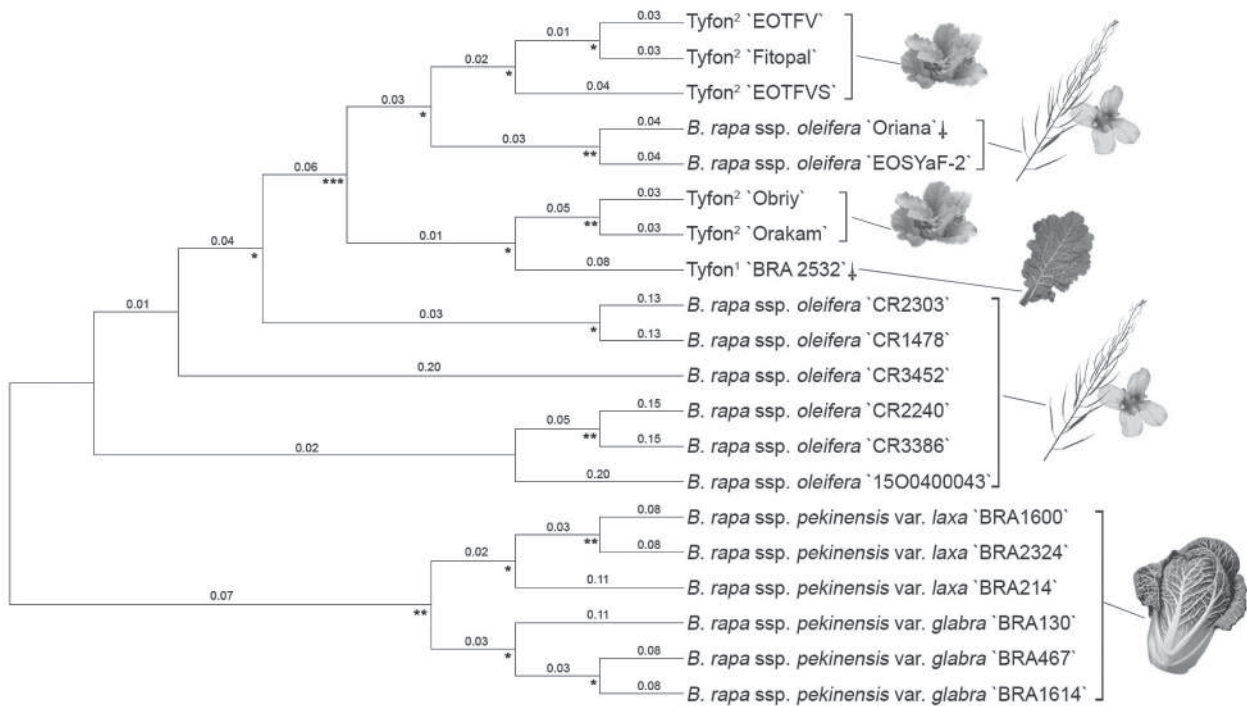 0.03
Tyfon² `EOTFV`
0.01
*
0.03
Tyfon² `Fitopal`
0.02
*
0.04
Tyfon² `EOTFVS`
0.03
*
0.04
B. rapa ssp. oleifera `Oriana`
0.03
**
0.04
B. rapa ssp. oleifera `EOSYaF-2`
0.06
***
0.03
Tyfon² `Obriy`
0.05
**
0.03
Tyfon² `Orakam`
0.01
*
0.08
Tyfon¹ `BRA 2532`
0.04
*
0.13
B. rapa ssp. oleifera `CR2303`
0.03
*
0.13
B. rapa ssp. oleifera `CR1478`
0.01
0.20
B. rapa ssp. oleifera `CR3452`
0.15
B. rapa ssp. oleifera `CR2240`
0.05
**
0.15
B. rapa ssp. oleifera `CR3386`
0.02
0.20
B. rapa ssp. oleifera `15O0400043`
0.08
B. rapa ssp. pekinensis var. laxa `BRA1600`
0.03
**
0.08
B. rapa ssp. pekinensis var. laxa `BRA2324`
0.02
*
0.11
B. rapa ssp. pekinensis var. laxa `BRA214`
0.07
**
0.11
B. rapa ssp. pekinensis var. glabra `BRA130`
0.03
*
0.08
B. rapa ssp. pekinensis var. glabra `BRA467`
0.03
*
0.08
B. rapa ssp. pekinensis var. glabra `BRA1614`